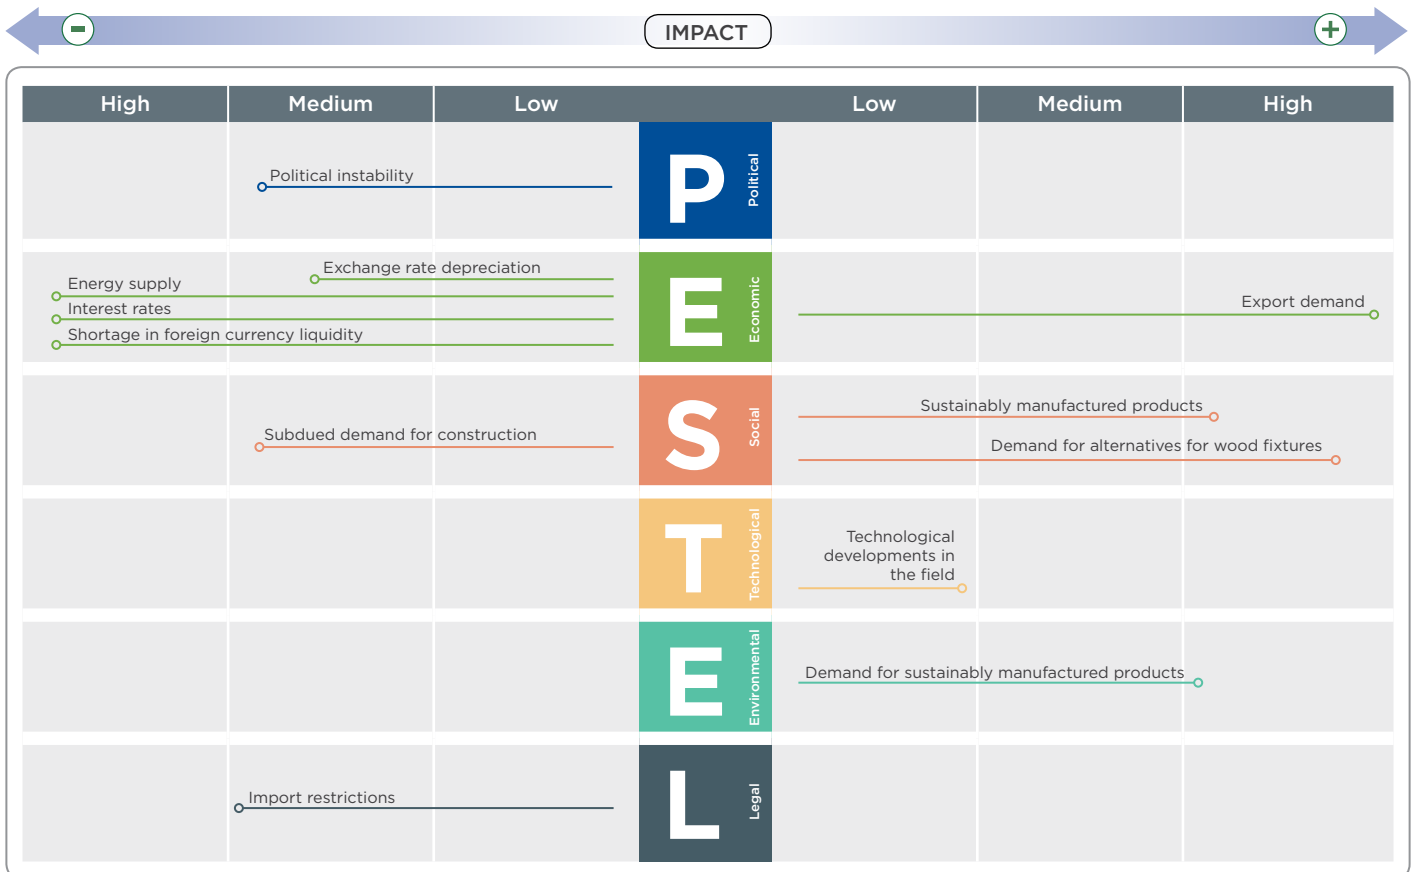 IMPACT
High Medium Low Low Medium High
Political instability
P
Political
Exchange rate depreciation
Energy supply
Interest rates
Shortage in foreign currency liquidity
E
Economic
Export demand
Subdued demand for construction
S
Social
Sustainably manufactured products
Demand for alternatives for wood fixtures
T
Technological
Technological
developments in
the field
E
Environmental
Demand for sustainably manufactured products
Import restrictions
L
Legal